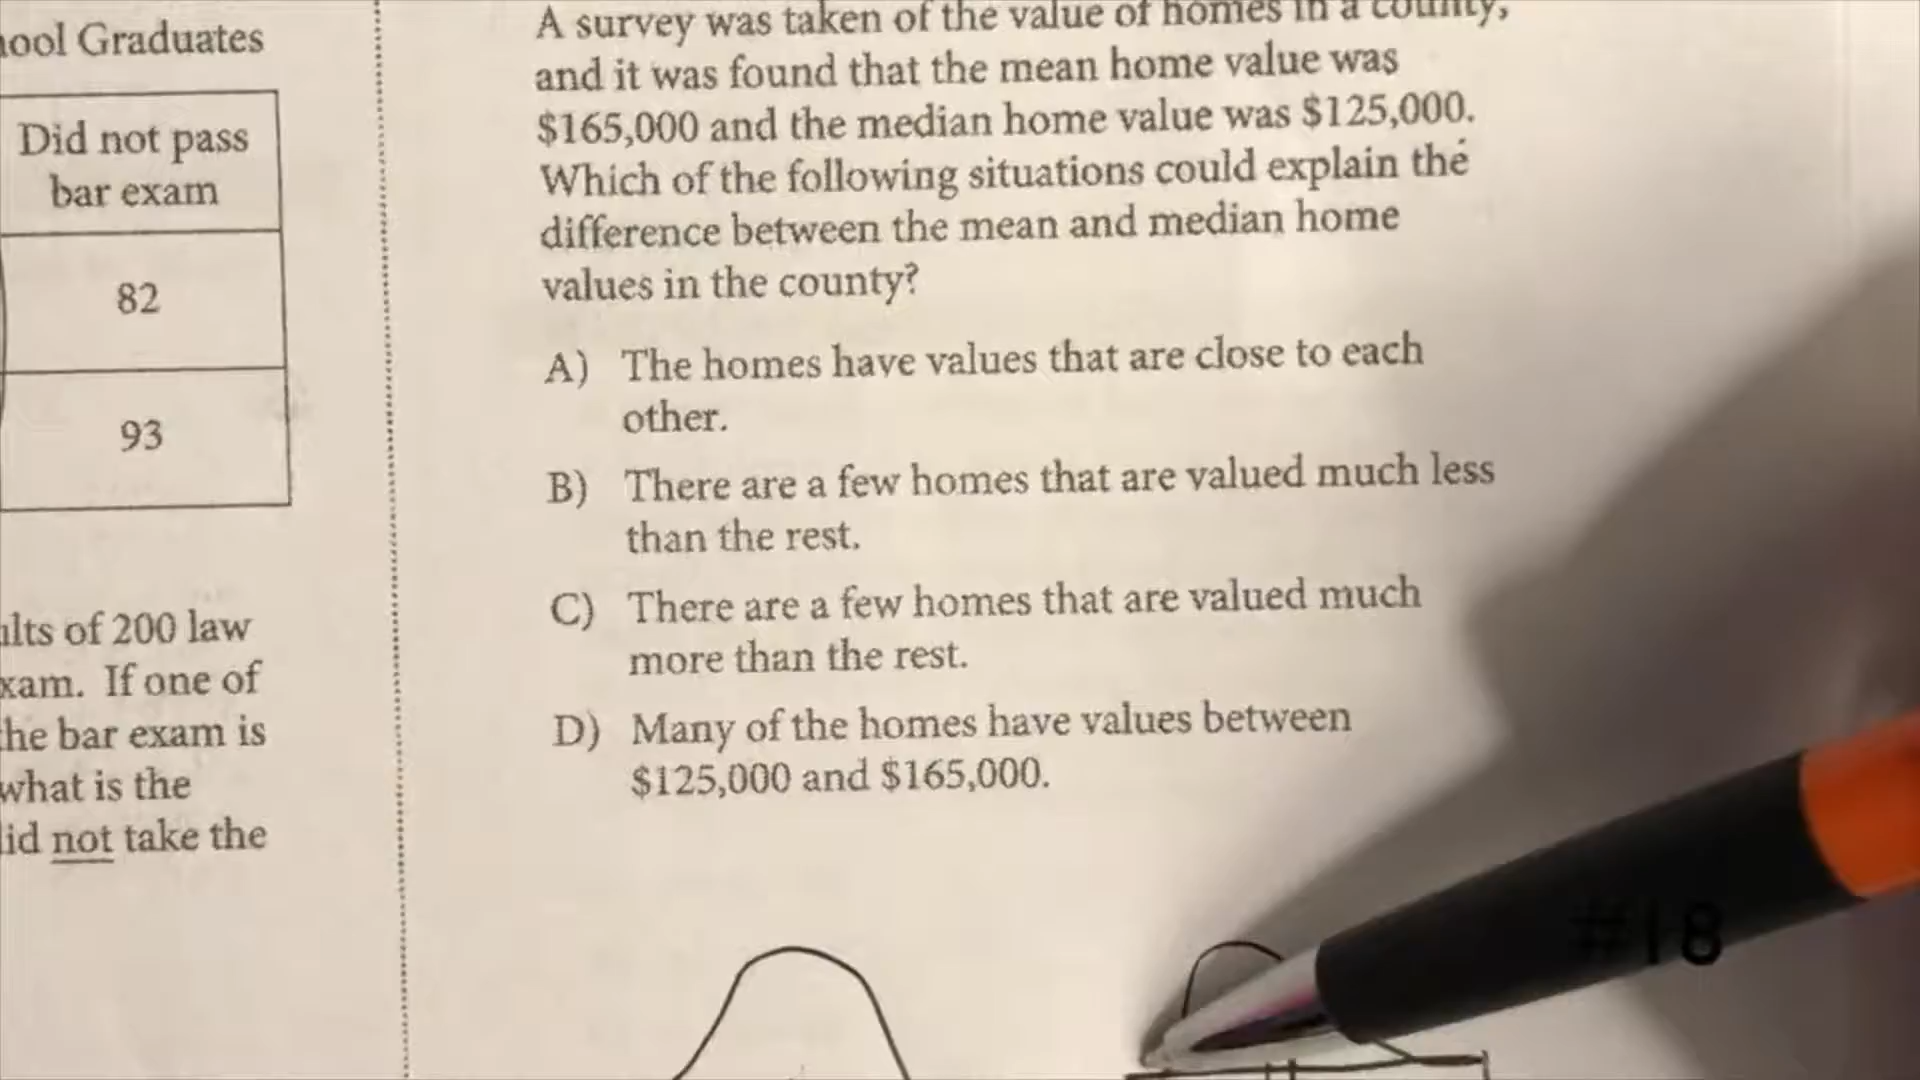 ool Graduates
Did not pass
bar exam
82
93
lts of 200 law
xam. If one of
he bar exam is
what is the
id not take the
A survey was taken of the value of homes in a county,
and it was found that the mean home value was
$165,000 and the median home value was $125,000.
Which of the following situations could explain the
difference between the mean and median home
values in the county?
A) The homes have values that are close to each
other.
B) There are a few homes that are valued much less
than the rest.
C) There are a few homes that are valued much
more than the rest.
D) Many of the homes have values between
$125,000 and $165,000.
#18